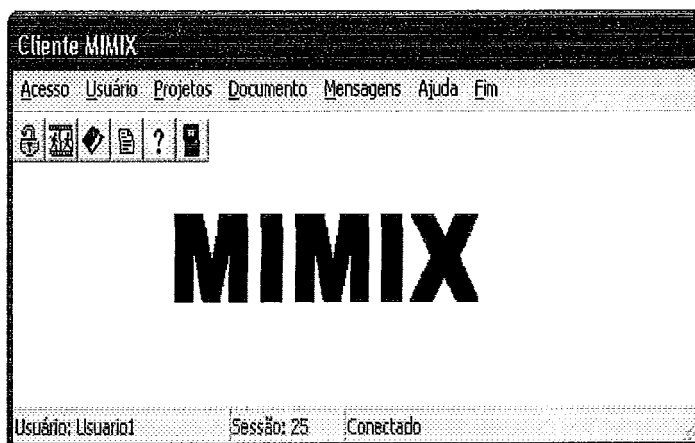 Cliente MIMIX
Acesso Usuário Projetos Documento Mensagens Ajuda Fim
?
MIMIX
Usuário: Usuario1 Sessão: 25 Conectado